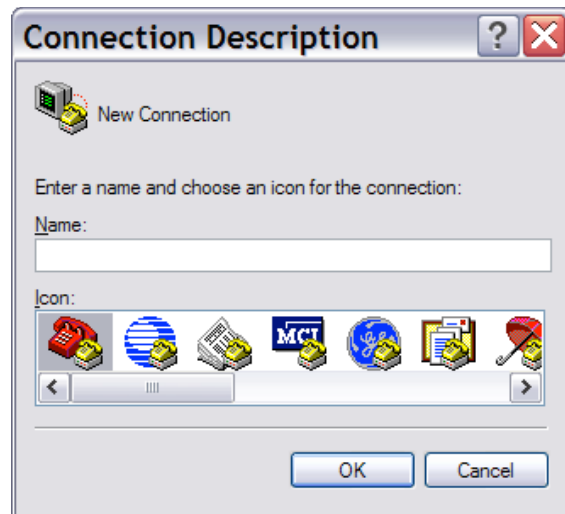 Connection Description
New Connection
Enter a name and choose an icon for the connection:
Name:
Icon:
MCI
OK Cancel